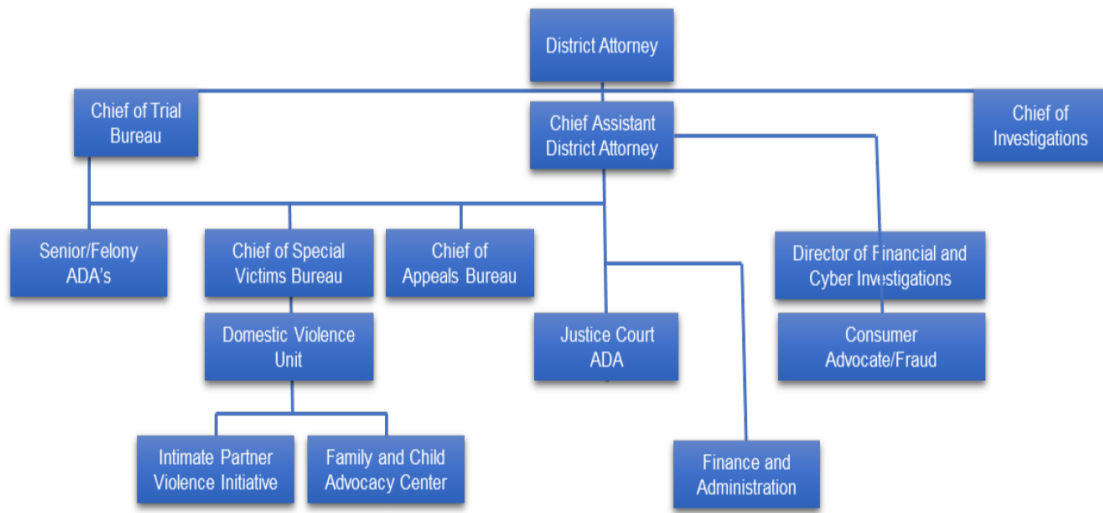 District Attorney
Chief of Trial
Bureau
Chief Assistant
District Attorney
Chief of
Investigations
Senior/Felony
ADA's
Chief of Special
Victims Bureau
Chief of
Appeals Bureau
Director of Financial and
Cyber Investigations
Domestic Violence
Unit
Justice Court
ADA
Consumer
Advocate/Fraud
Intimate Partner
Violence Initiative
Family and Child
Advocacy Center
Finance and
Administration